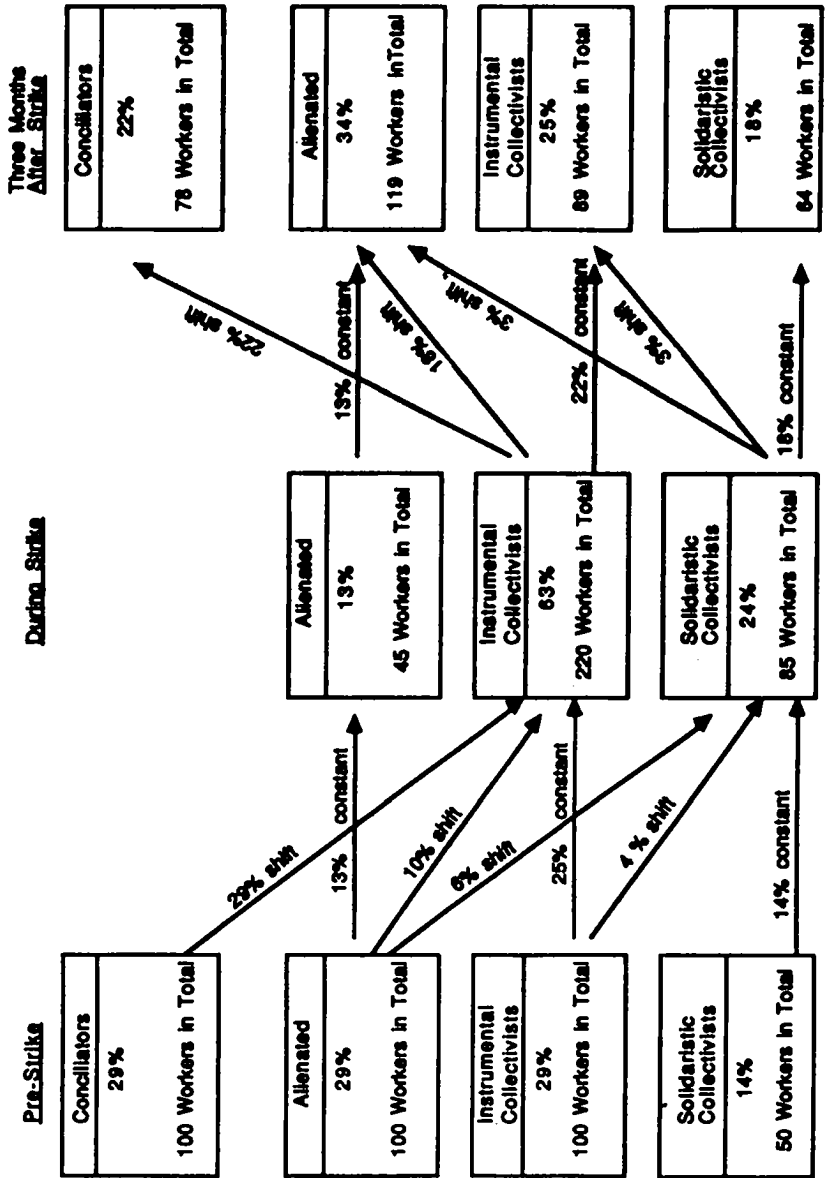 Pre-Strike
During Strike
Three Months
After Strike
Conciliators
29%
100 Workers in Total
Alienated
29%
100 Workers in Total
Instrumental
Collectivists
29%
100 Workers in Total
Solidaristic
Collectivists
14%
50 Workers in Total
29% shift
13% constant
10% shift
6% shift
25% constant
4 % shift
14% constant
Alienated
13%
45 Workers in Total
Instrumental
Collectivists
63%
220 Workers in Total
Solidaristic
Collectivists
24%
85 Workers in Total
22% shift
13% constant
18% shift
3% shift
22% constant
3% shift
18% constant
Conciliators
22%
78 Workers in Total
Alienated
34%
119 Workers inTotal
Instrumental
Collectivists
25%
89 Workers in Total
Solidaristic
Collectivists
18%
64 Workers in Total